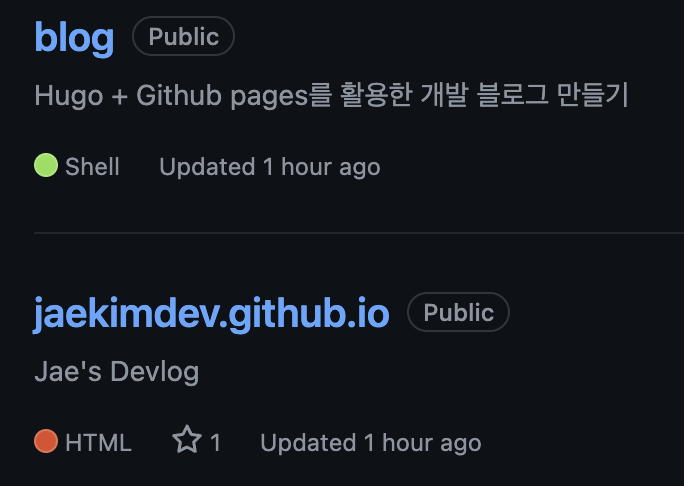 blog Public
Hugo + Github pages를 활용한 개발 블로그 만들기
Shell Updated 1 hour ago
jaekimdev.github.io Public
Jae's Devlog
HTML 1 Updated 1 hour ago